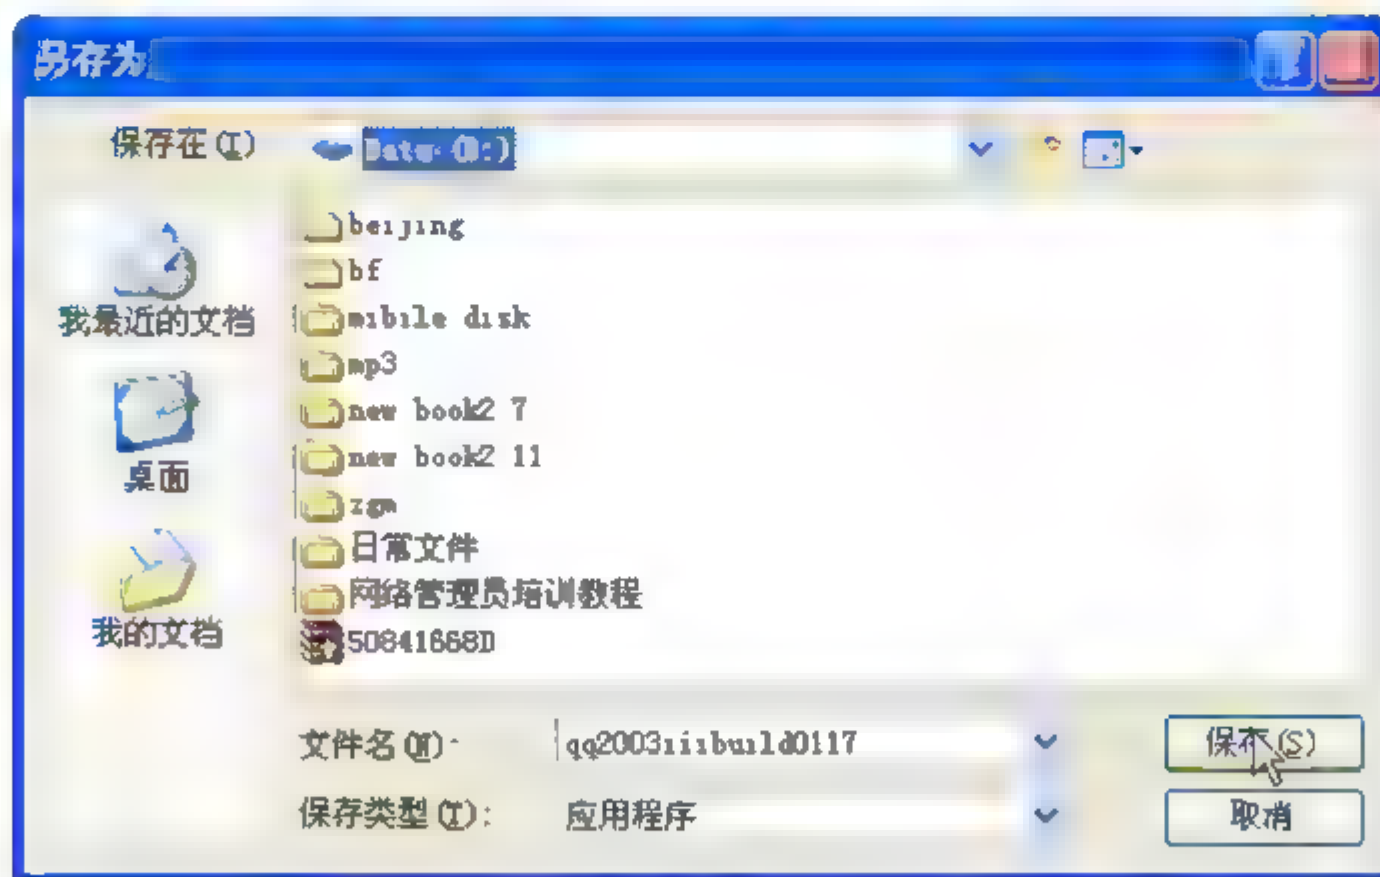 另存为
保存在(I) Data (D:)
beijing
bf
mibile disk
mp3
new book2 7
new book2 11
zgm
日常文件
网络管理员培训教程
50841668D
我最近的文档
桌面
我的文档
文件名(N): qq2003iiibuild0117 保存(S)
保存类型(T): 应用程序 取消